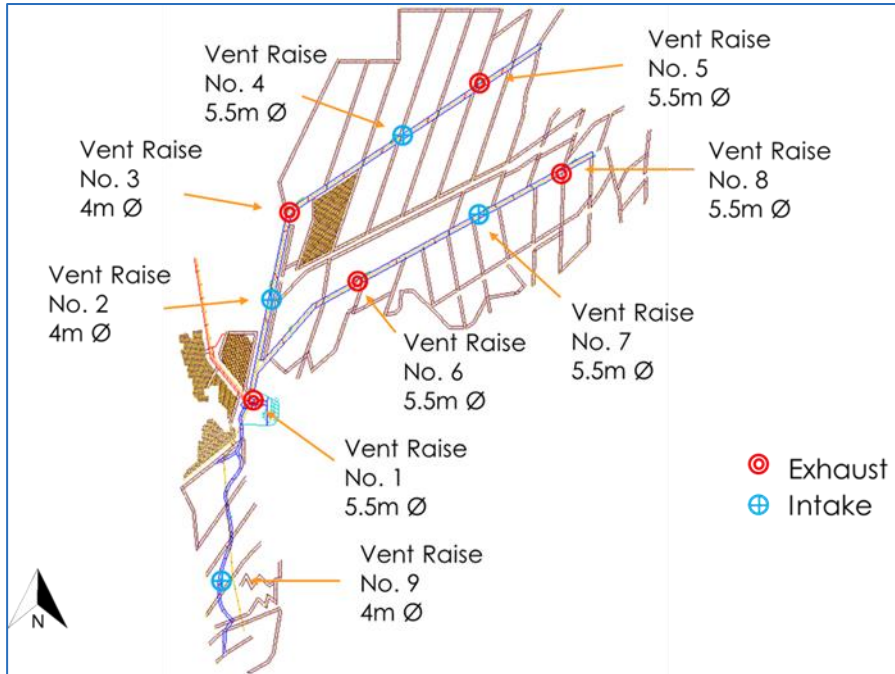 Vent Raise
No. 4
5.5m Ø
Vent Raise
No. 5
5.5m Ø
Vent Raise
No. 3
4m Ø
Vent Raise
No. 8
5.5m Ø
Vent Raise
No. 2
4m Ø
Vent Raise
No. 6
5.5m Ø
Vent Raise
No. 7
5.5m Ø
Vent Raise
No. 1
5.5m Ø
Exhaust
Intake
Vent Raise
No. 9
4m Ø
N